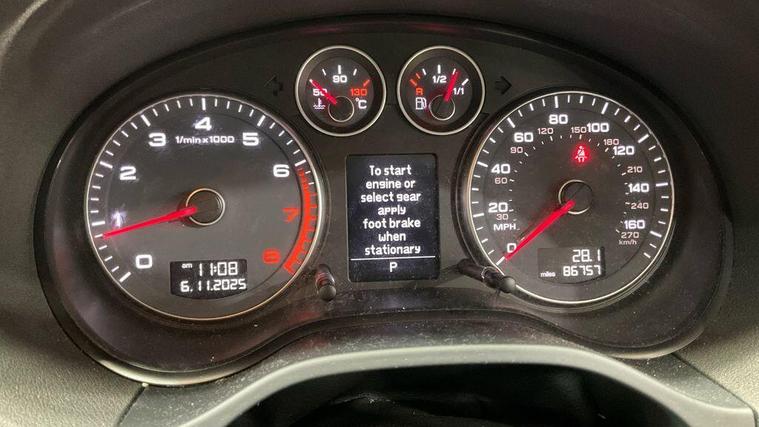 50 90 130
°C
R 1/2 1/1
0 1 2 3 4 5 6 7 8
1/min x 1000
am 11:08
6.11.2025
To start
engine or
select gear
apply
foot brake
when
stationary
P
0 20 40 60 80 100 120 140 160
MPH
30 60 90 120 150 180 210 240 270
km/h
28.1
miles 86757